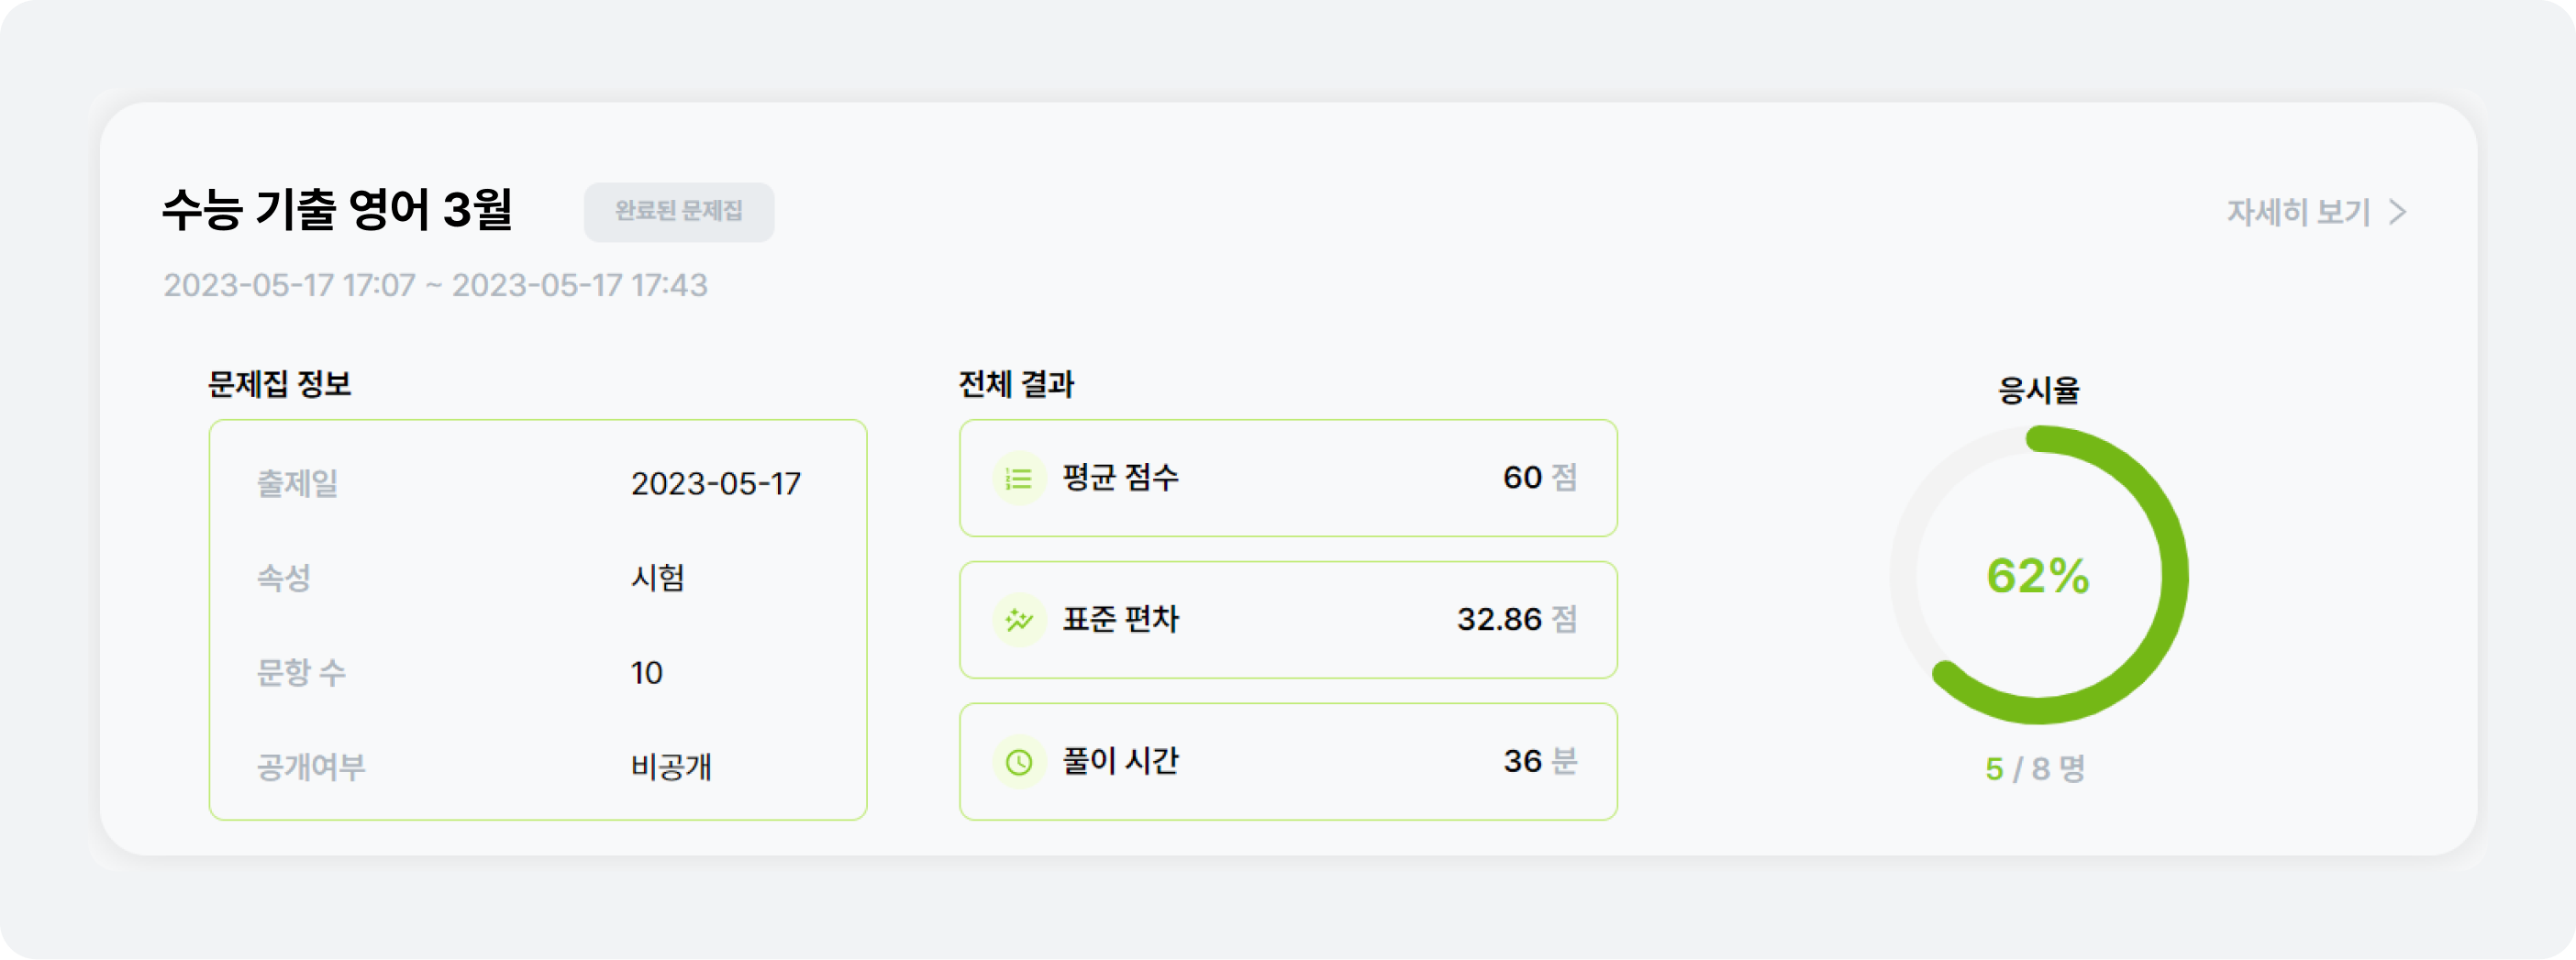 수능 기출 영어 3월
완료된 문제집
자세히 보기
2023-05-17 17:07 ~ 2023-05-17 17:43
문제집 정보
출제일 2023-05-17
속성 시험
문항 수 10
공개여부 비공개
전체 결과
평균 점수 60 점
표준 편차 32.86 점
풀이 시간 36 분
응시율
62%
5 / 8 명